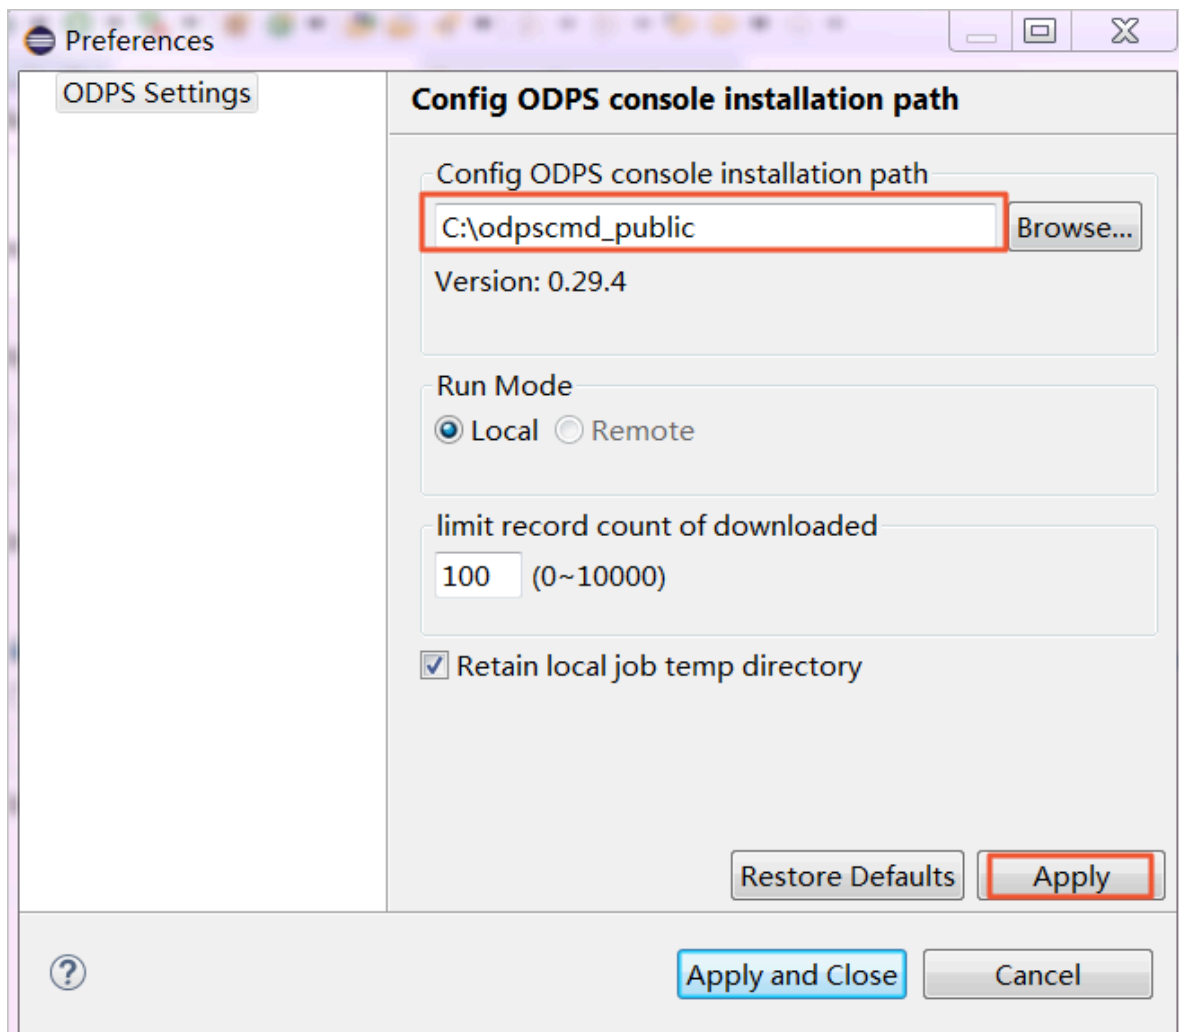 Preferences
ODPS Settings
Config ODPS console installation path
Config ODPS console installation path
C:\odpscmd_public
Browse...
Version: 0.29.4
Run Mode
Local Remote
limit record count of downloaded
100 (0~10000)
Retain local job temp directory
Restore Defaults Apply
? Apply and Close Cancel